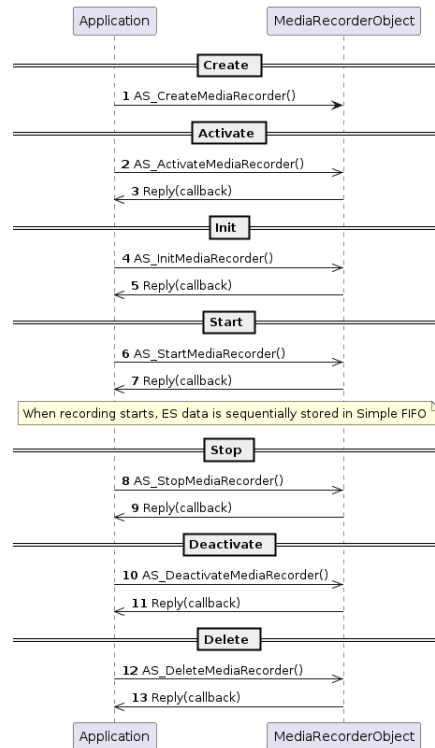 Application MediaRecorderObject
Create
1 AS_CreateMediaRecorder()
Activate
2 AS_ActivateMediaRecorder()
3 Reply(callback)
Init
4 AS_InitMediaRecorder()
5 Reply(callback)
Start
6 AS_StartMediaRecorder()
7 Reply(callback)
When recording starts, ES data is sequentially stored in Simple FIFO
Stop
8 AS_StopMediaRecorder()
9 Reply(callback)
Deactivate
10 AS_DeactivateMediaRecorder()
11 Reply(callback)
Delete
12 AS_DeleteMediaRecorder()
13 Reply(callback)
Application MediaRecorderObject